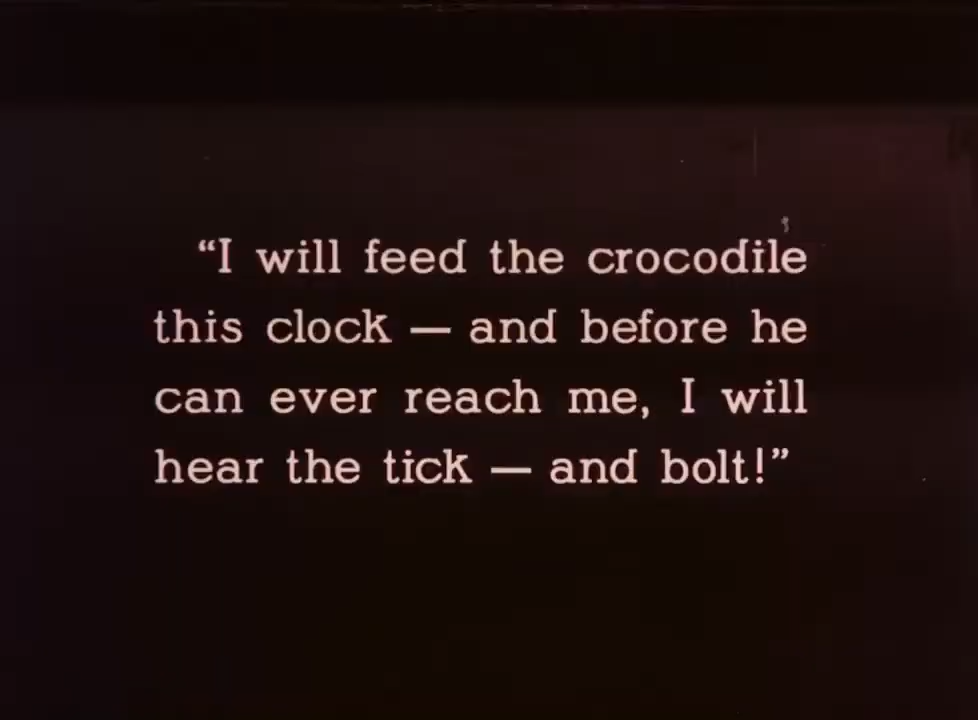 “I will feed the crocodile
this clock — and before he
can ever reach me, I will
hear the tick — and bolt!”